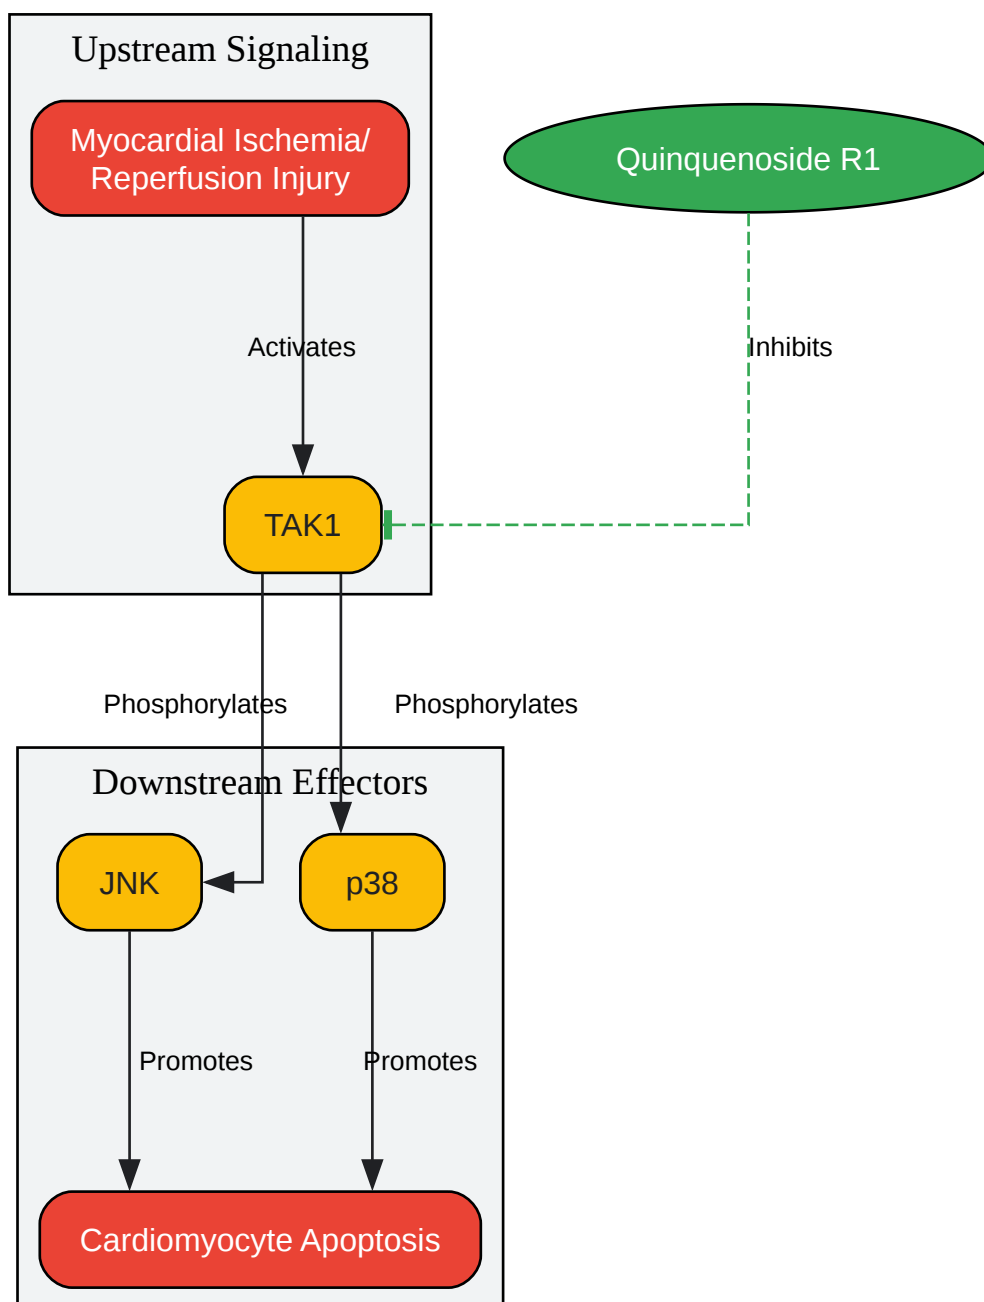 Upstream Signaling
Myocardial Ischemia/
Reperfusion Injury
Quinquenoside R1
Activates
Inhibits
TAK1
Phosphorylates
Phosphorylates
Downstream Effectors
JNK
p38
Promotes
Promotes
Cardiomyocyte Apoptosis